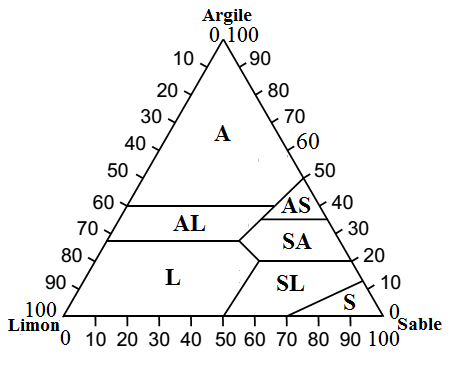 Argile
0 100
10 90
20 80
30 70
40 A 60
50 50
60 AS 40
70 AL 30
SA
80 20
L SL
90 10
100 S 0
Limon Sable
0 10 20 30 40 50 60 70 80 90 100